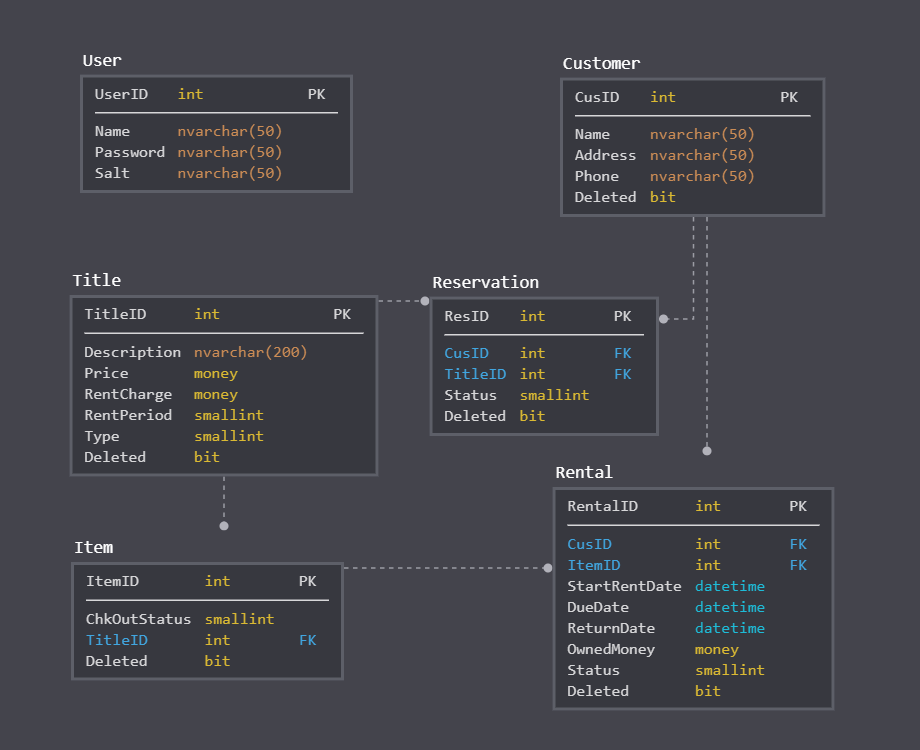 User
UserID int PK
Name nvarchar(50)
Password nvarchar(50)
Salt nvarchar(50)
Customer
CusID int PK
Name nvarchar(50)
Address nvarchar(50)
Phone nvarchar(50)
Deleted bit
Title
TitleID int PK
Description nvarchar(200)
Price money
RentCharge money
RentPeriod smallint
Type smallint
Deleted bit
Reservation
ResID int PK
CusID int FK
TitleID int FK
Status smallint
Deleted bit
Item
ItemID int PK
ChkOutStatus smallint
TitleID int FK
Deleted bit
Rental
RentalID int PK
CusID int FK
ItemID int FK
StartRentDate datetime
DueDate datetime
ReturnDate datetime
OwnedMoney money
Status smallint
Deleted bit